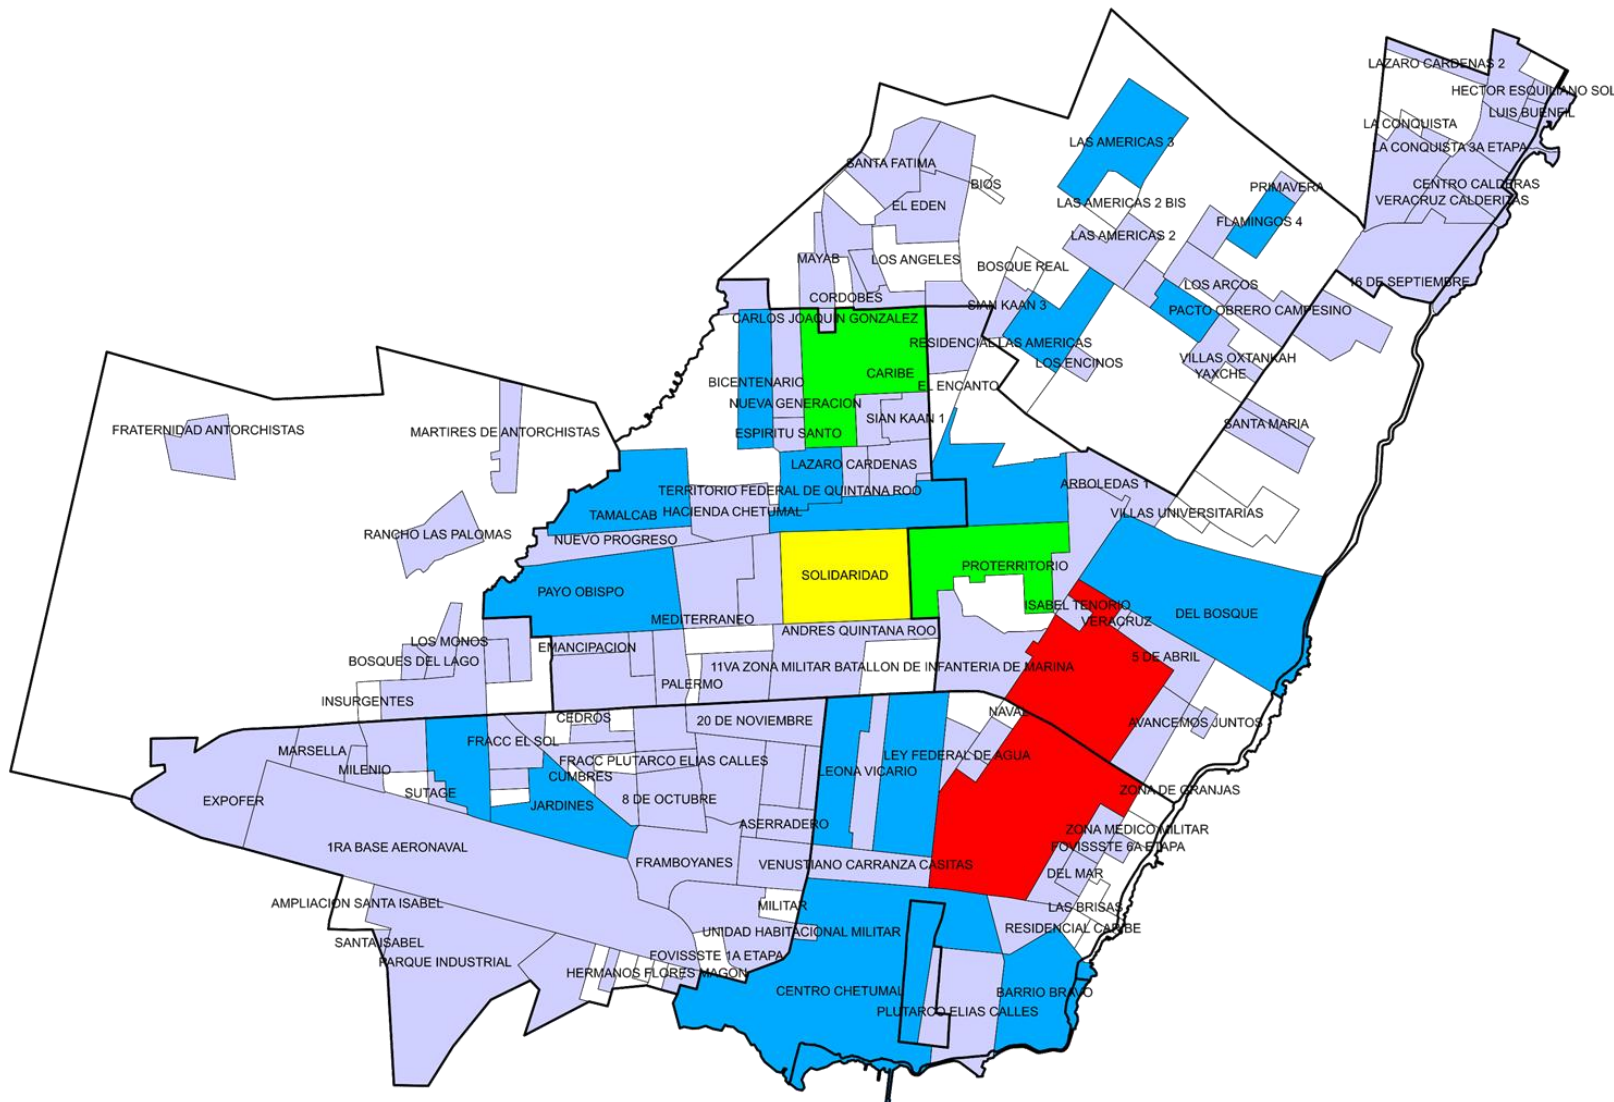 LAZARO CARDENAS 2
HECTOR ESQUILIANO SOL
LUIS BUENFIL
LA CONQUISTA
LAS AMERICAS 3
LA CONQUISTA 3A ETAPA
SANTA FATIMA
BIOS
PRIMAVERA
CENTRO CALDERAS
LAS AMERICAS 2 BIS
VERACRUZ CALDERITAS
EL EDEN
FLAMINGOS 4
LAS AMERICAS 2
MAYAB
LOS ANGELES
BOSQUE REAL
LOS ARCOS
16 DE SEPTIEMBRE
CORDOBES
SIAN KAAN 3
PACTO OBRERO CAMPESINO
CARLOS JOAQUIN GONZALEZ
RESIDENCIAL LAS AMERICAS
LOS ENCINOS
VILLAS OXTANKAH
YAXCHE
BICENTENARIO
CARIBE
EL ENCANTO
NUEVA GENERACION
SIAN KAAN 1
SANTA MARIA
FRATERNIDAD ANTORCHISTAS
MARTIRES DE ANTORCHISTAS
ESPIRITU SANTO
LAZARO CARDENAS
ARBOLEDAS 1
TERRITORIO FEDERAL DE QUINTANA ROO
TAMALCAB
HACIENDA CHETUMAL
VILLAS UNIVERSITARIAS
RANCHO LAS PALOMAS
NUEVO PROGRESO
SOLIDARIDAD
PROTERRITORIO
PAYO OBISPO
ISABEL TENORIO
DEL BOSQUE
MEDITERRANEO
VERACRUZ
ANDRES QUINTANA ROO
LOS MONOS
EMANCIPACION
BOSQUES DEL LAGO
5 DE ABRIL
11VA ZONA MILITAR BATALLON DE INFANTERIA DE MARINA
PALERMO
INSURGENTES
NAVAL
CEDROS
20 DE NOVIEMBRE
AVANCEMOS JUNTOS
FRACC EL SOL
MARSELLA
FRACC PLUTARCO ELIAS CALLES
LEY FEDERAL DE AGUA
MILENIO
CUMBRES
LEONA VICARIO
SUTAGE
ZONA DE GRANJAS
EXPOFER
JARDINES
8 DE OCTUBRE
ASERRADERO
ZONA MEDICO MILITAR
1RA BASE AERONAVAL
FOVISSSTE 6A ETAPA
FRAMBOYANES
VENUSTIANO CARRANZA CASITAS
DEL MAR
AMPLIACION SANTA ISABEL
MILITAR
LAS BRISAS
RESIDENCIAL CARIBE
UNIDAD HABITACIONAL MILITAR
SANTA ISABEL
FOVISSSTE 1A ETAPA
PARQUE INDUSTRIAL
HERMANOS FLORES MAGON
CENTRO CHETUMAL
BARRIO BRAVO
PLUTARCO ELIAS CALLES